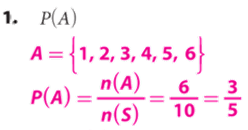 1. P(A)
A = {1, 2, 3, 4, 5, 6}
P(A) = n(A)/n(S) = 6/10 = 3/5